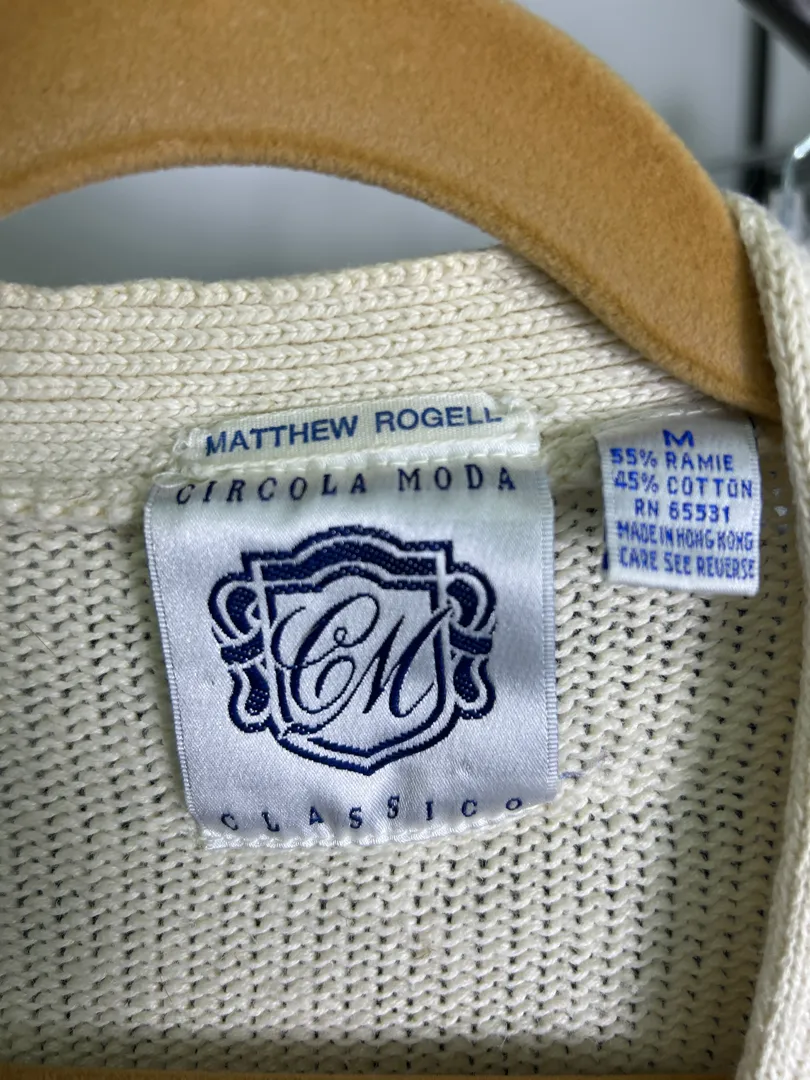 MATTHEW ROGELL
CIRCOLA MODA
CM
CLASSICO
M
55% RAMIE
45% COTTON
RN 65531
MADE IN HONG KONG
CARE SEE REVERSE